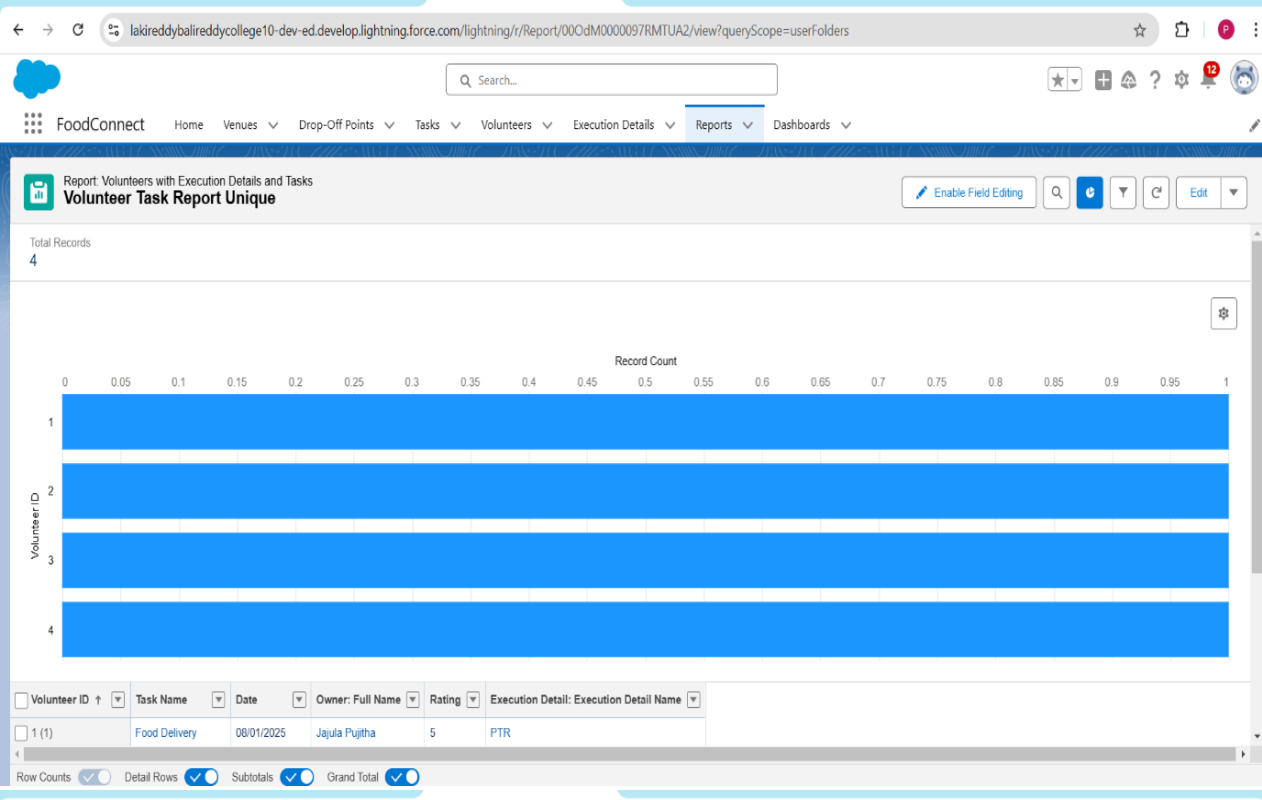 lakireddybalireddycollege10-dev-ed.develop.lightning.force.com/lightning/r/Report/00OdM0000097RMTUA2/view?queryScope=userFolders
P
Search...
12
FoodConnect Home Venues Drop-Off Points Tasks Volunteers Execution Details Reports Dashboards
Report: Volunteers with Execution Details and Tasks
Volunteer Task Report Unique
Enable Field Editing
Edit
Total Records
4
Record Count
0 0.05 0.1 0.15 0.2 0.25 0.3 0.35 0.4 0.45 0.5 0.55 0.6 0.65 0.7 0.75 0.8 0.85 0.9 0.95 1
Volunteer ID
1
2
3
4
Volunteer ID ↑ Task Name Date Owner: Full Name Rating Execution Detail: Execution Detail Name
1 (1) Food Delivery 08/01/2025 Jajula Pujitha 5 PTR
Row Counts Detail Rows Subtotals Grand Total